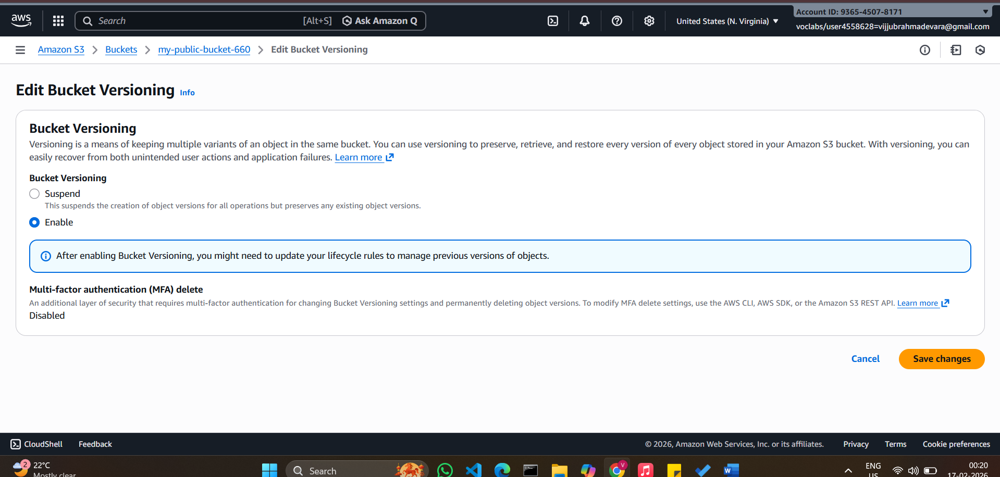 aws
Search [Alt+S] Ask Amazon Q
United States (N. Virginia)
Account ID: 9365-4507-8171
voclabs/user4558628=vijjubrahmadevara@gmail.com
Amazon S3 Buckets my-public-bucket-660 Edit Bucket Versioning
Edit Bucket Versioning Info
Bucket Versioning
Versioning is a means of keeping multiple variants of an object in the same bucket. You can use versioning to preserve, retrieve, and restore every version of every object stored in your Amazon S3 bucket. With versioning, you can
easily recover from both unintended user actions and application failures. Learn more
Bucket Versioning
Suspend
This suspends the creation of object versions for all operations but preserves any existing object versions.
Enable
After enabling Bucket Versioning, you might need to update your lifecycle rules to manage previous versions of objects.
Multi-factor authentication (MFA) delete
An additional layer of security that requires multi-factor authentication for changing Bucket Versioning settings and permanently deleting object versions. To modify MFA delete settings, use the AWS CLI, AWS SDK, or the Amazon S3 REST API. Learn more
Disabled
Cancel Save changes
CloudShell Feedback © 2026, Amazon Web Services, Inc. or its affiliates. Privacy Terms Cookie preferences
2 22°C
Mostly clear
Search
V
W
ENG
US
00:20
17-02-2026